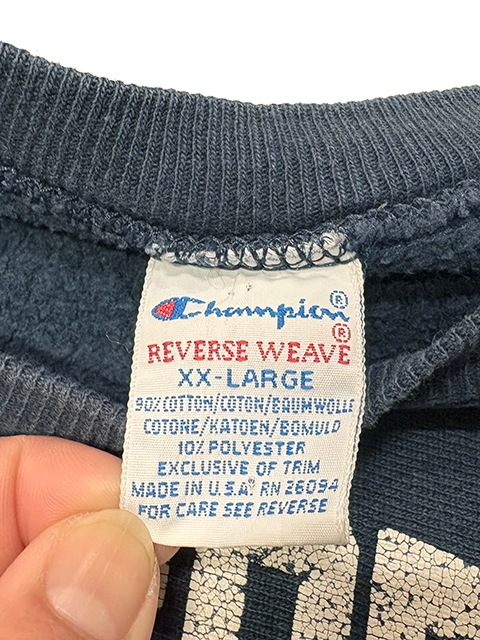 Champion®
REVERSE WEAVE®
XX-LARGE
90% COTTON/COTON/BAUMWOLLE
COTONE/KATOEN/BOMULD
10% POLYESTER
EXCLUSIVE OF TRIM
MADE IN U.S.A. RN 26094
FOR CARE SEE REVERSE